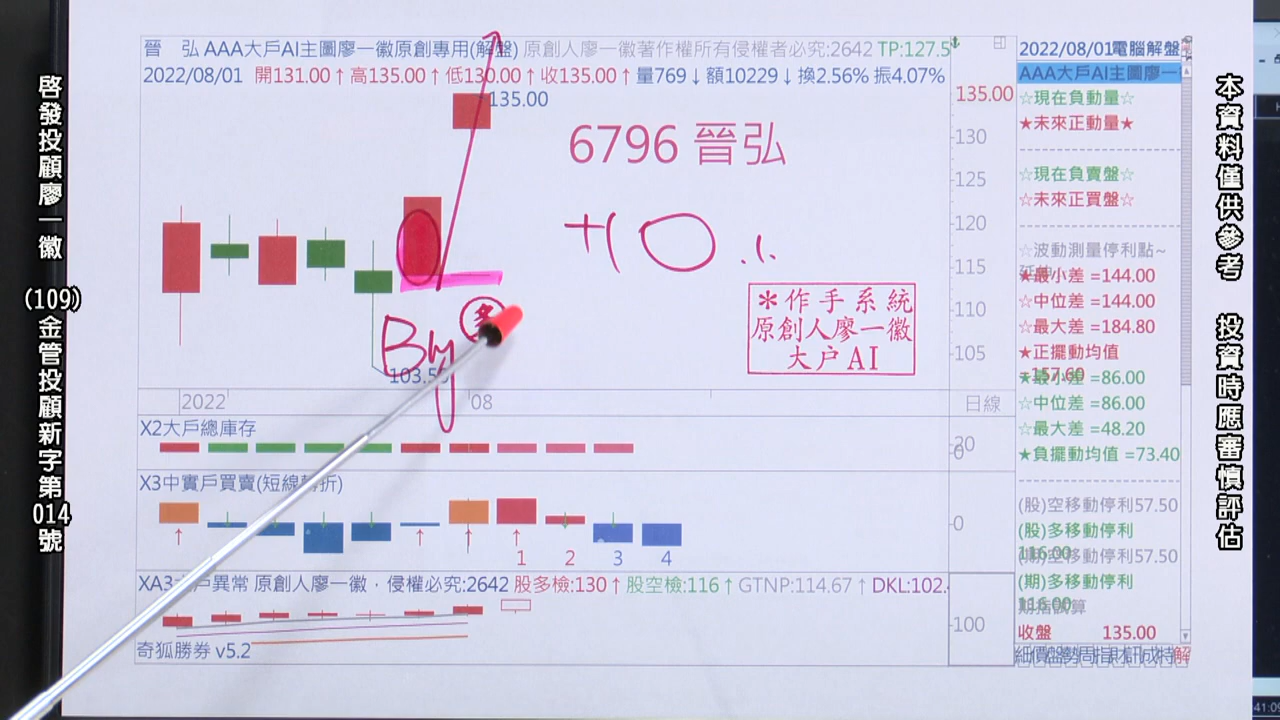 晉 弘 AAA大戶AI主圖廖一徽原創專用(解盤) 原創人廖一徽著作權所有侵權者必究:2642 TP:127.5
2022/08/01 開131.00↑高135.00↑低130.00↑收135.00↑量769↓額10229↓換2.56% 振4.07%
135.00
6796 晉弘
+10
By 多
103.50
*作手系統
原創人廖一徽
大户AI
135.00
130
125
120
115
110
105
2022
08
日線
X2大戶總庫存
20
0
X3中實戶買賣(短線轉折)
0
1 2 3 4
XA3大戶異常 原創人廖一徽,侵權必究:2642 股多檢:130↑股空檢:116↑GTNP:114.67↑DKL:102.
100
奇狐勝券 v5.2
2022/08/01電腦解盤
AAA大戶AI主圖廖一
☆現在負動量☆
★未來正動量★
☆現在負賣盤☆
☆未來正買盤☆
☆波動測量停利點~
★最小差 =144.00
☆中位差 =144.00
☆最大差 =184.80
★正擺動均值
=157.60
★最小差 =86.00
☆中位差 =86.00
☆最大差 =48.20
★負擺動均值 =73.40
(股)空移動停利57.50
(股)多移動停利
116.00
(期)空移動停利57.50
(期)多移動停利
116.00
收盤 135.00
啓發投顧廖一徽 (109)金管投顧新字第014號
本資料僅供參考 投資時應審慎評估